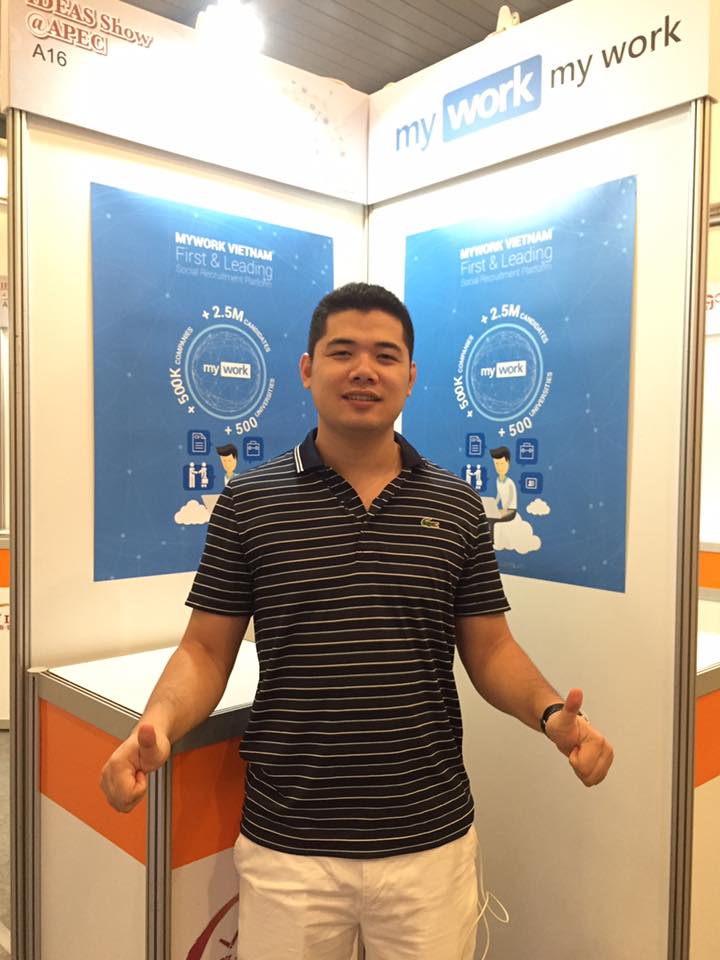 IDEAS Show
@APEC
A16
my work my work
MYWORK VIETNAM
First & Leading
Social Recruitment Platform
+ 2.5M CANDIDATES
+ 500K COMPANIES
my work
+ 500 UNIVERSITIES
MYWORK VIETNAM
First & Leading
Social Recruitment Platform
+ 2.5M CANDIDATES
+ 500K COMPANIES
my work
+ 500 UNIVERSITIES